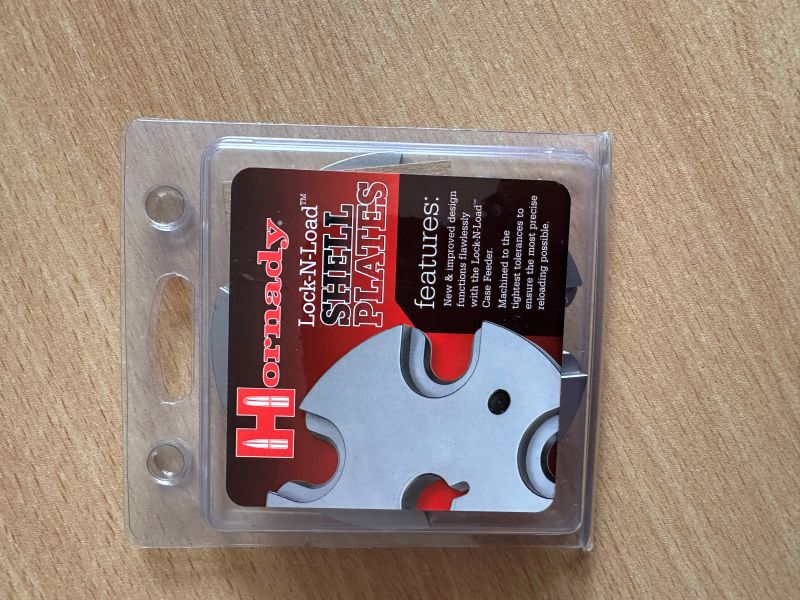 Hornady®
Lock-N-Load™
SHELL
PLATES
features:
New & improved design
functions flawlessly
with the Lock-N-Load™
Case Feeder.
Machined to the
tightest tolerances to
ensure the most precise
reloading possible.